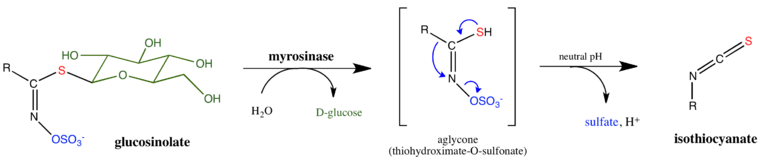 R
S
C
N
OSO₃⁻
HO
OH
OH
O
OH
glucosinolate
myrosinase
H₂O
D-glucose
R
SH
C
N
OSO₃⁻
aglycone
(thiohydroximate-O-sulfonate)
neutral pH
sulfate, H⁺
S
C
N
R
isothiocyanate